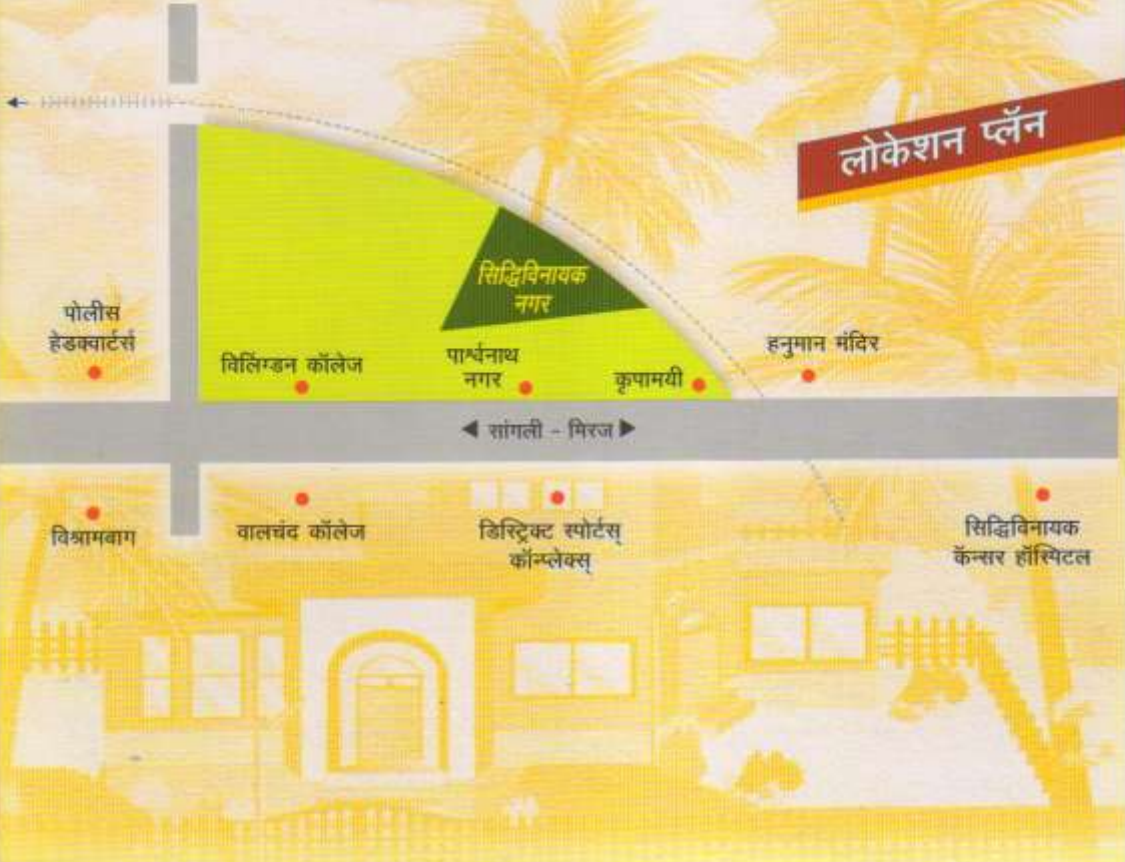 लोकेशन प्लॅन
सिद्धिविनायक
नगर
पोलीस
हेडक्वार्टर्स
विलिंग्डन कॉलेज
पार्श्वनाथ
नगर
कृपामयी
हनुमान मंदिर
सांगली - मिरज
विश्रामबाग
वालचंद कॉलेज
डिस्ट्रिक्ट स्पोर्टस्
कॉम्प्लेक्स्
सिद्धिविनायक
कॅन्सर हॉस्पिटल